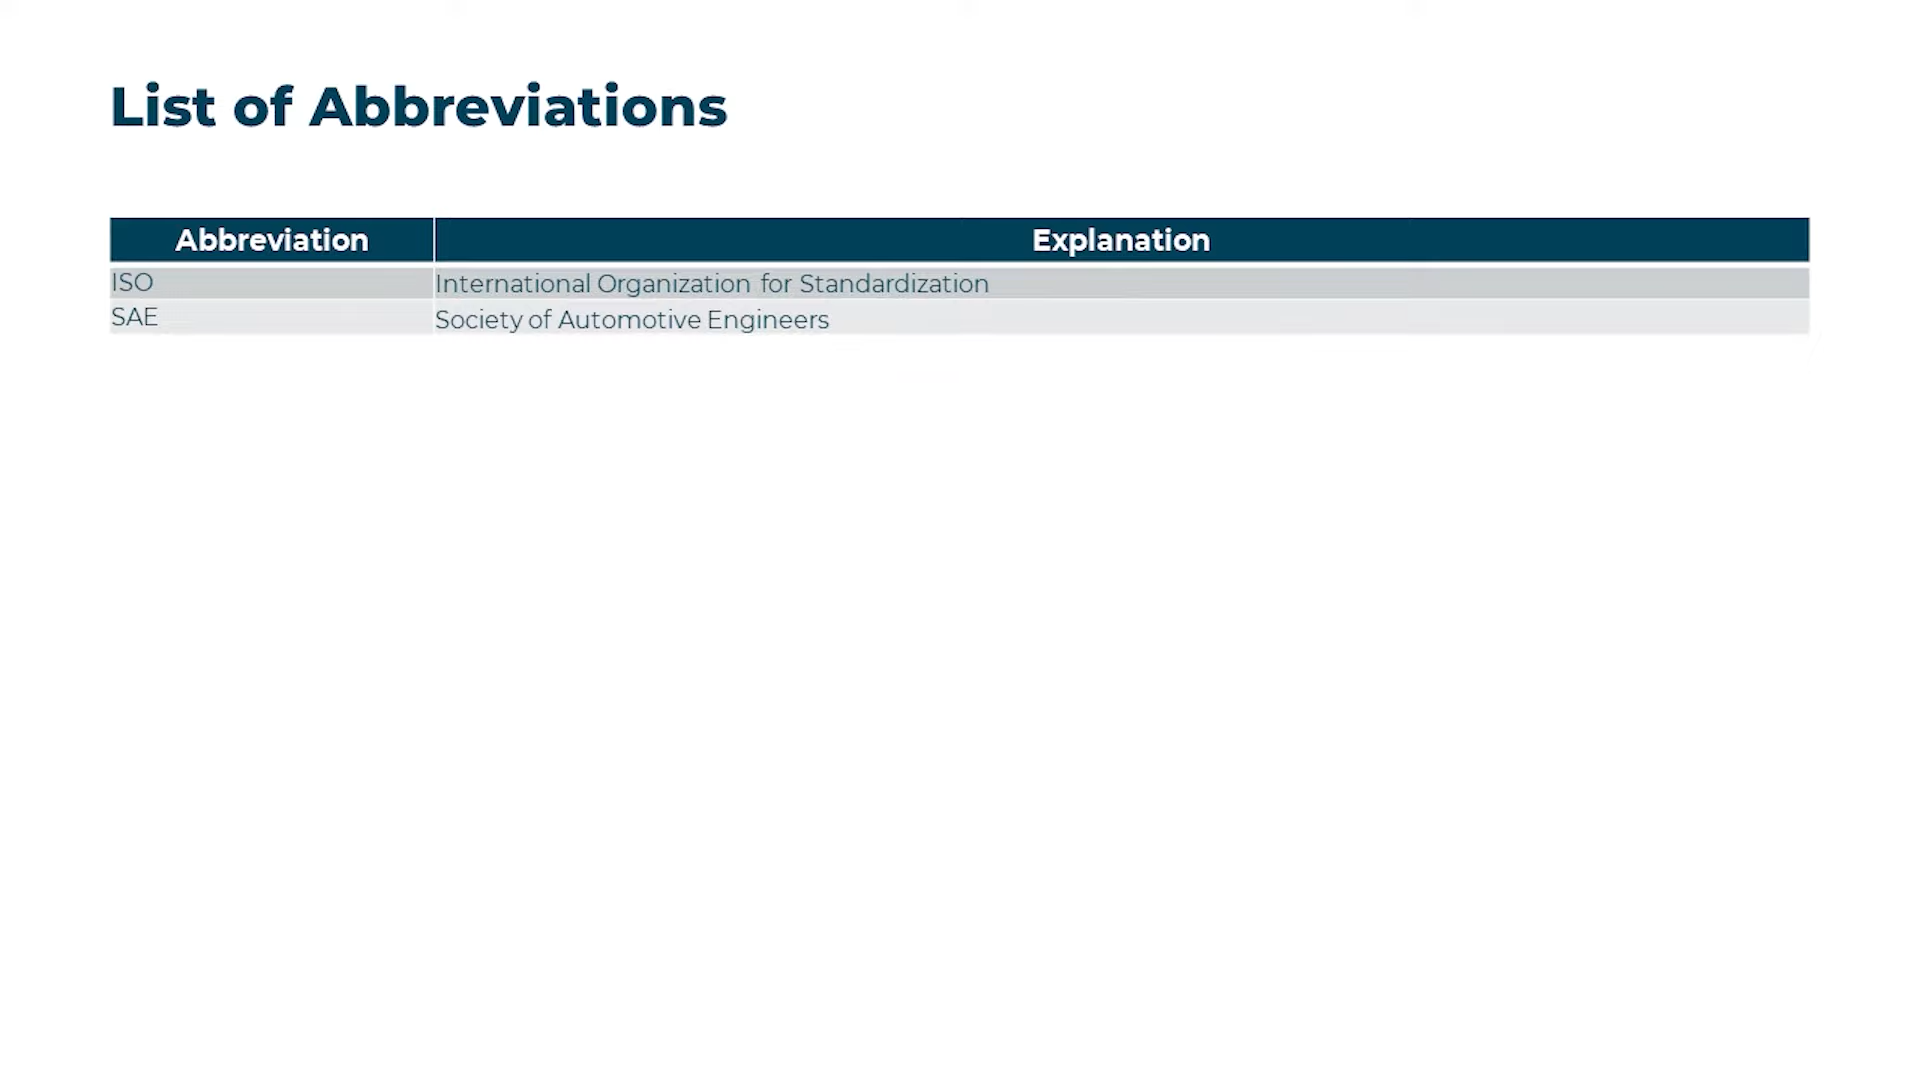 List of Abbreviations
Abbreviation Explanation
ISO International Organization for Standardization
SAE Society of Automotive Engineers